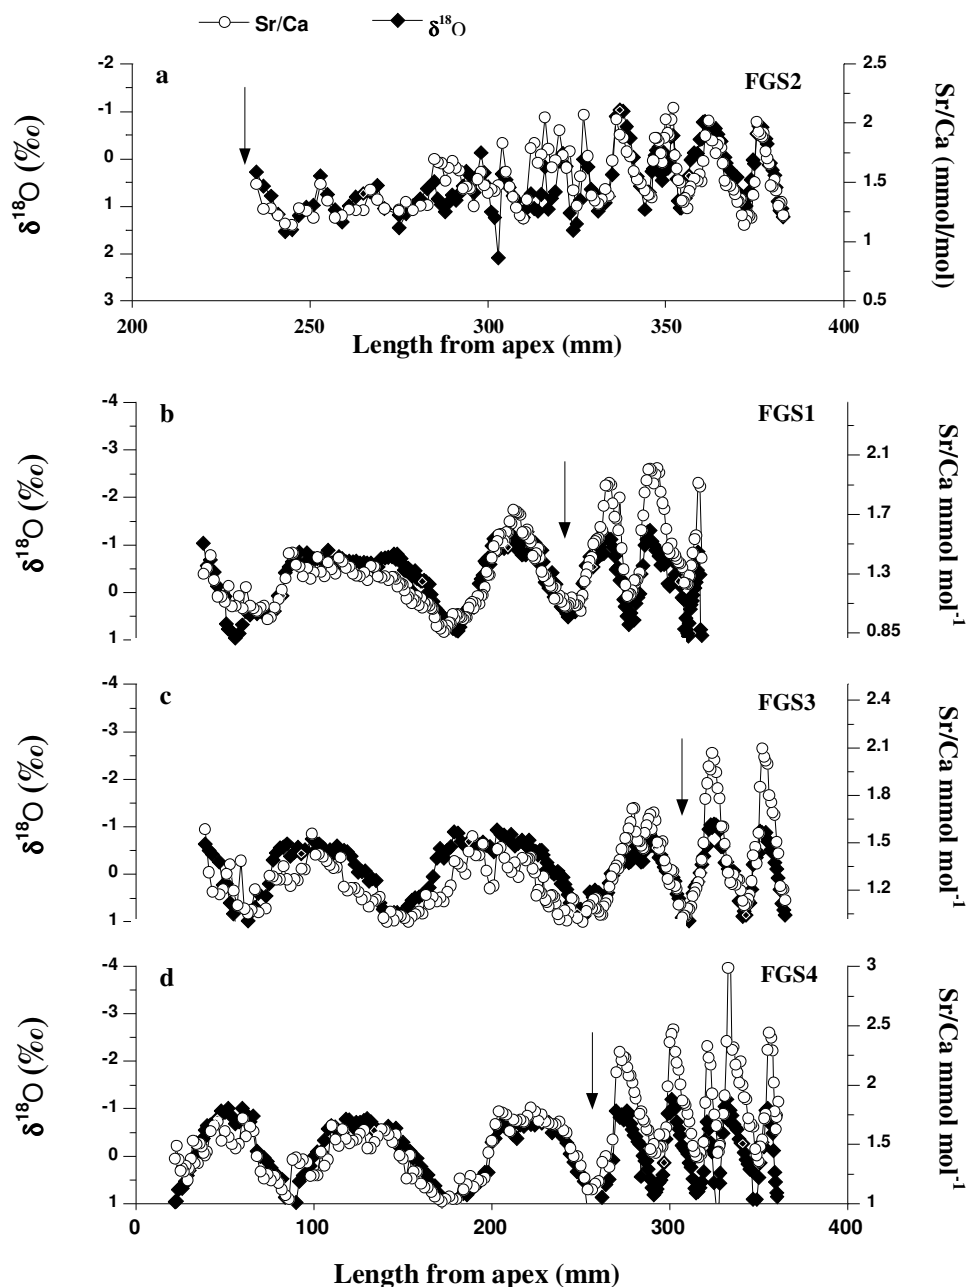 Sr/Ca δ18O
a FGS2
-2 2.5
-1 2
0 1.5
1
2 1
3 0.5
δ18O (‰)
Sr/Ca (mmol/mol)
200 250 300 350 400
Length from apex (mm)
b FGS1
-4
-3 2.1
-2 1.7
-1 1.3
0
1 0.85
δ18O (‰)
Sr/Ca mmol mol-1
c FGS3
-4 2.4
-3 2.1
-2 1.8
-1 1.5
0 1.2
1
δ18O (‰)
Sr/Ca mmol mol-1
d FGS4
-4 3
-3 2.5
-2 2
-1 1.5
0
1 1
δ18O (‰)
Sr/Ca mmol mol-1
0 100 200 300 400
Length from apex (mm)